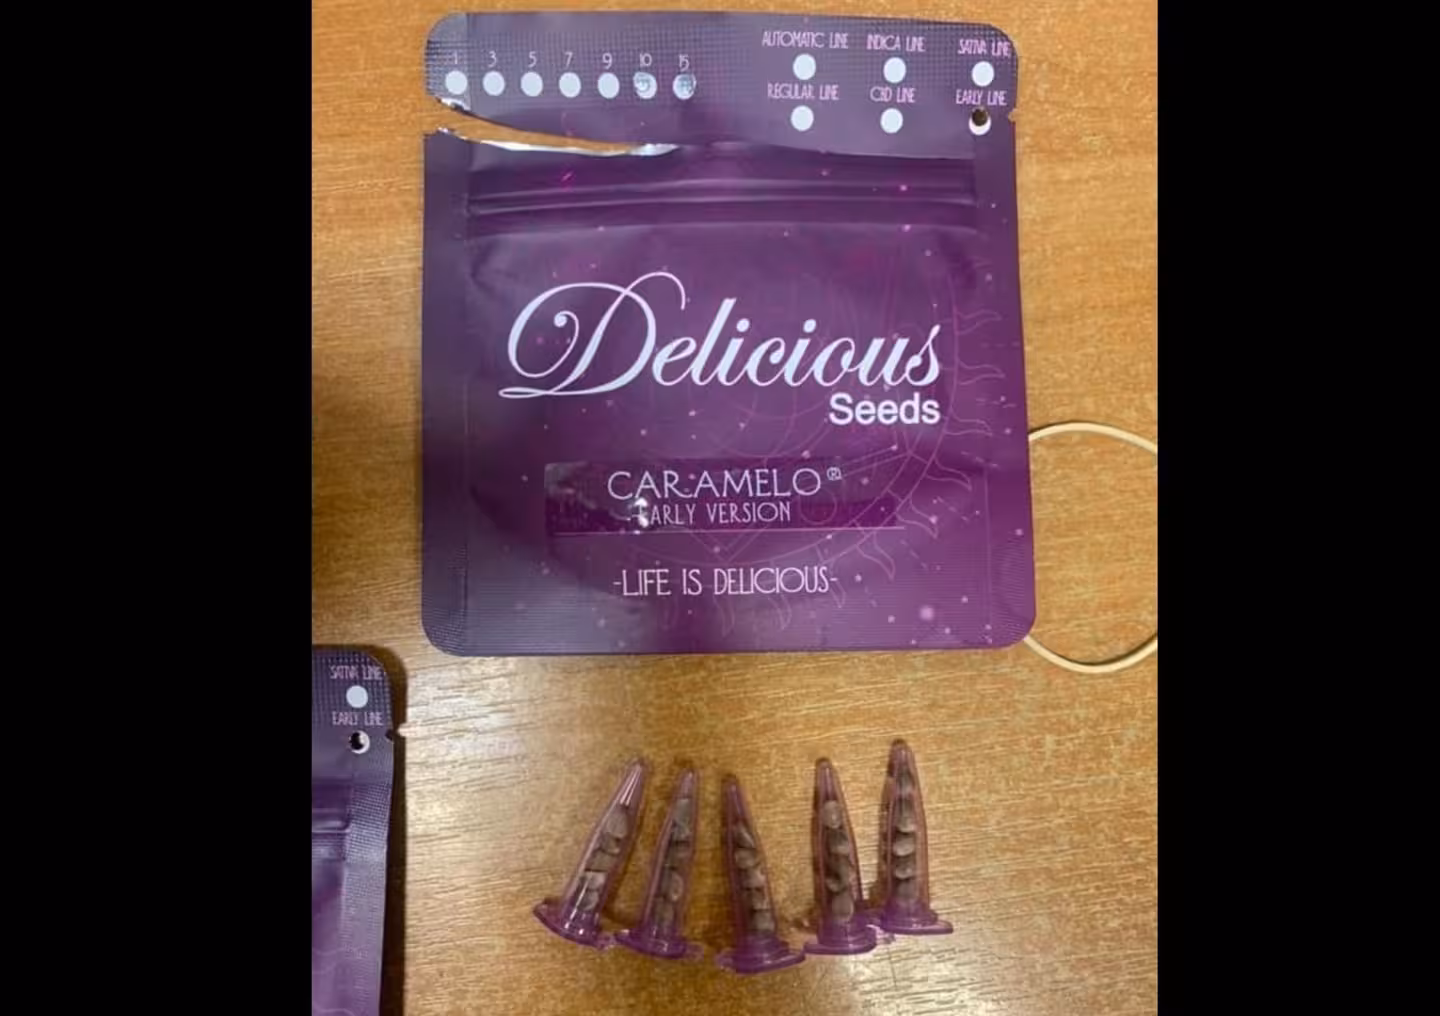 1 3 5 7 9 10 15
AUTOMATIC LINE INDICA LINE SATIVA LINE
REGULAR LINE CBD LINE EARLY LINE
Delicious
Seeds
CARAMELO®
EARLY VERSION
-LIFE IS DELICIOUS-
SATIVA LINE
EARLY LINE